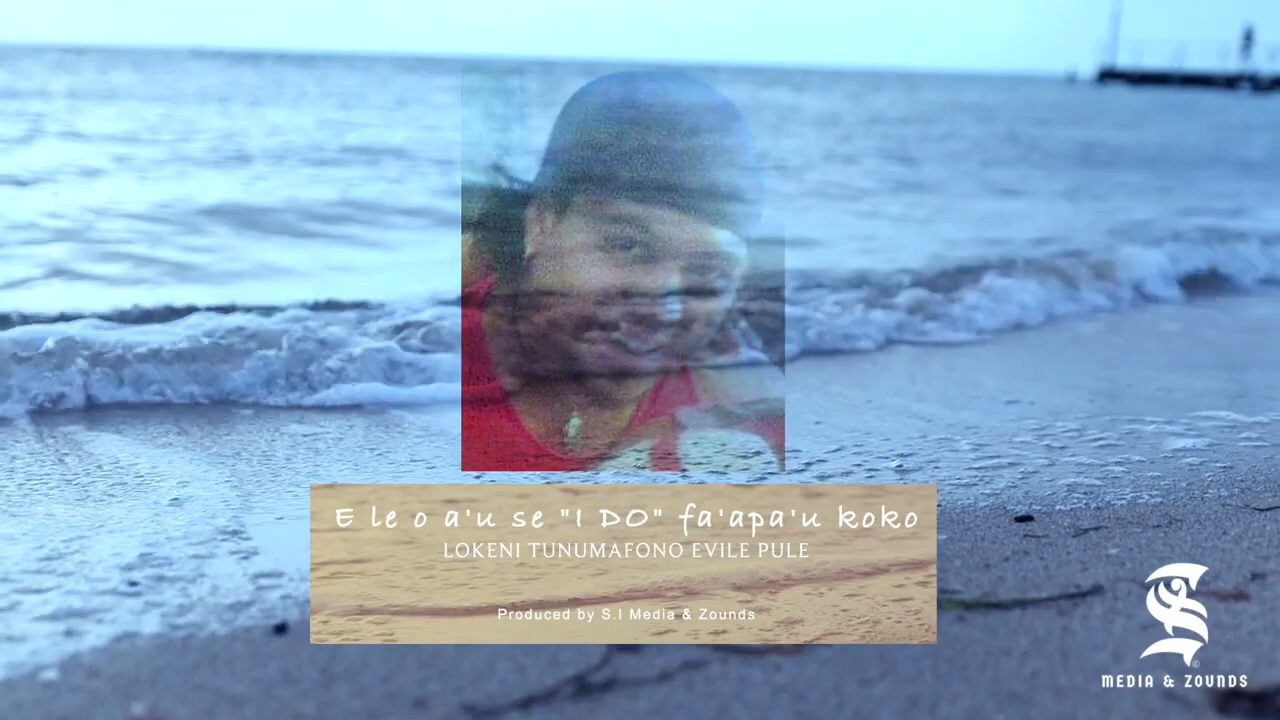 E le o a'u se "I DO" fa'apa'u koko
LOKENI TUNUMAFONO EVILE PULE
Produced by S.I Media & Zounds
S
©
MEDIA & ZOUNDS